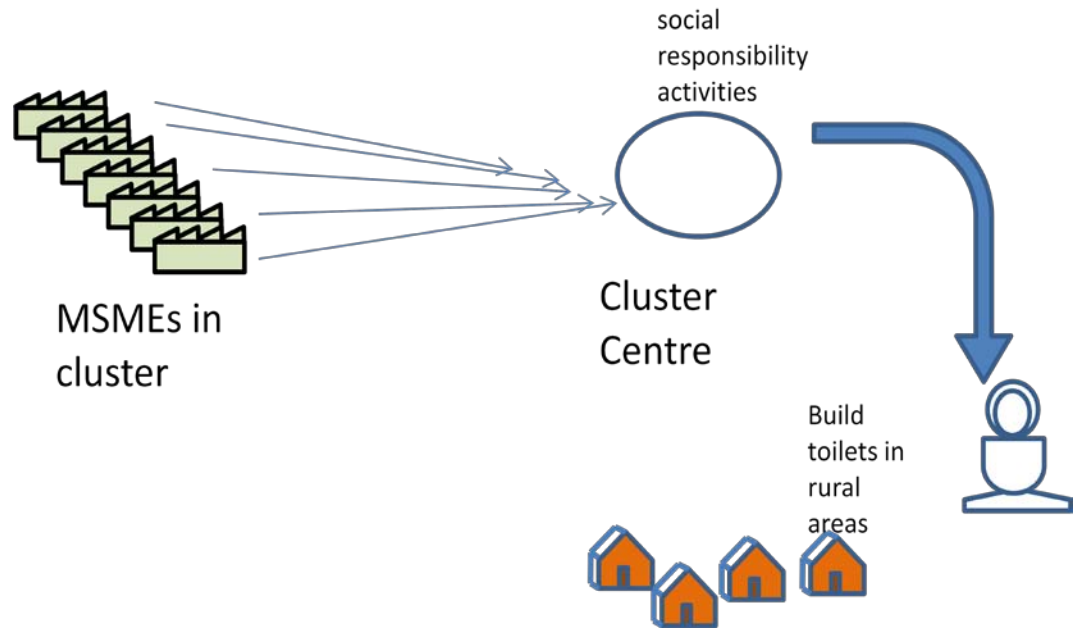 social
responsibility
activities
MSMEs in
cluster
Cluster
Centre
Build
toilets in
rural
areas